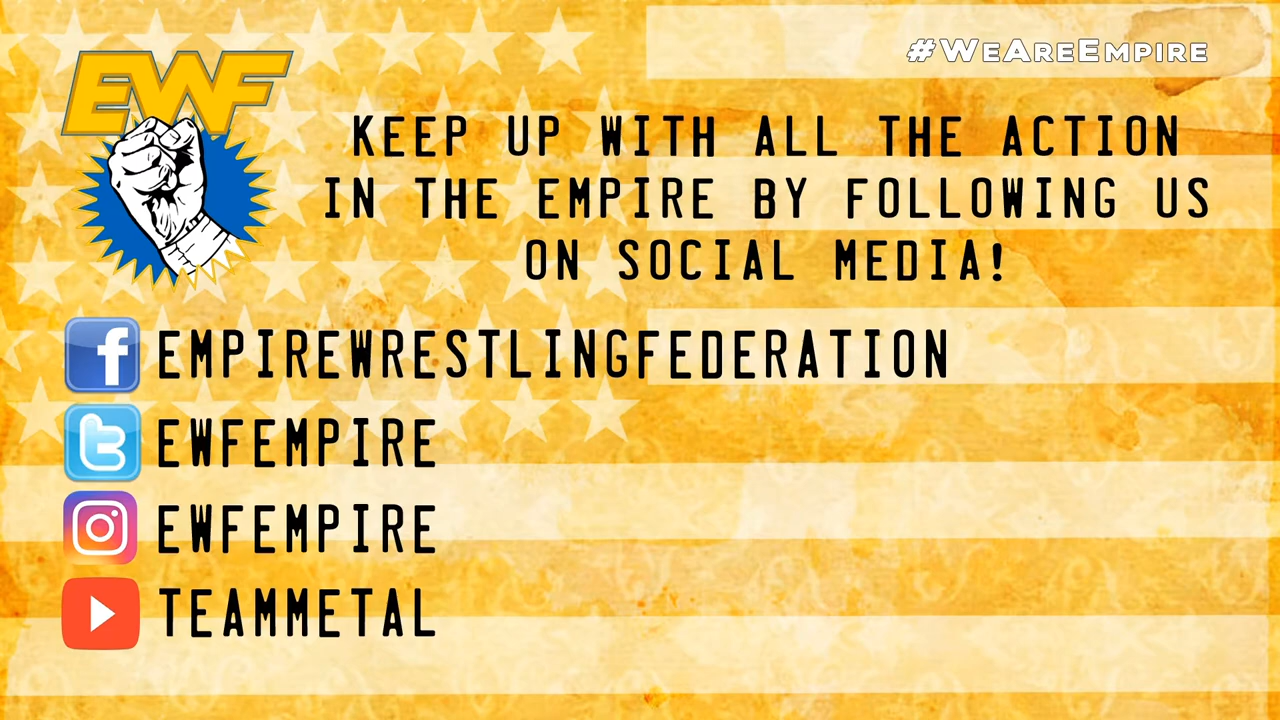 EWF
#WeAreEmpire
KEEP UP WITH ALL THE ACTION
IN THE EMPIRE BY FOLLOWING US
ON SOCIAL MEDIA!
f EMPIREWRESTLINGFEDERATION
t EWFEMPIRE
EWFEMPIRE
TEAMMETAL